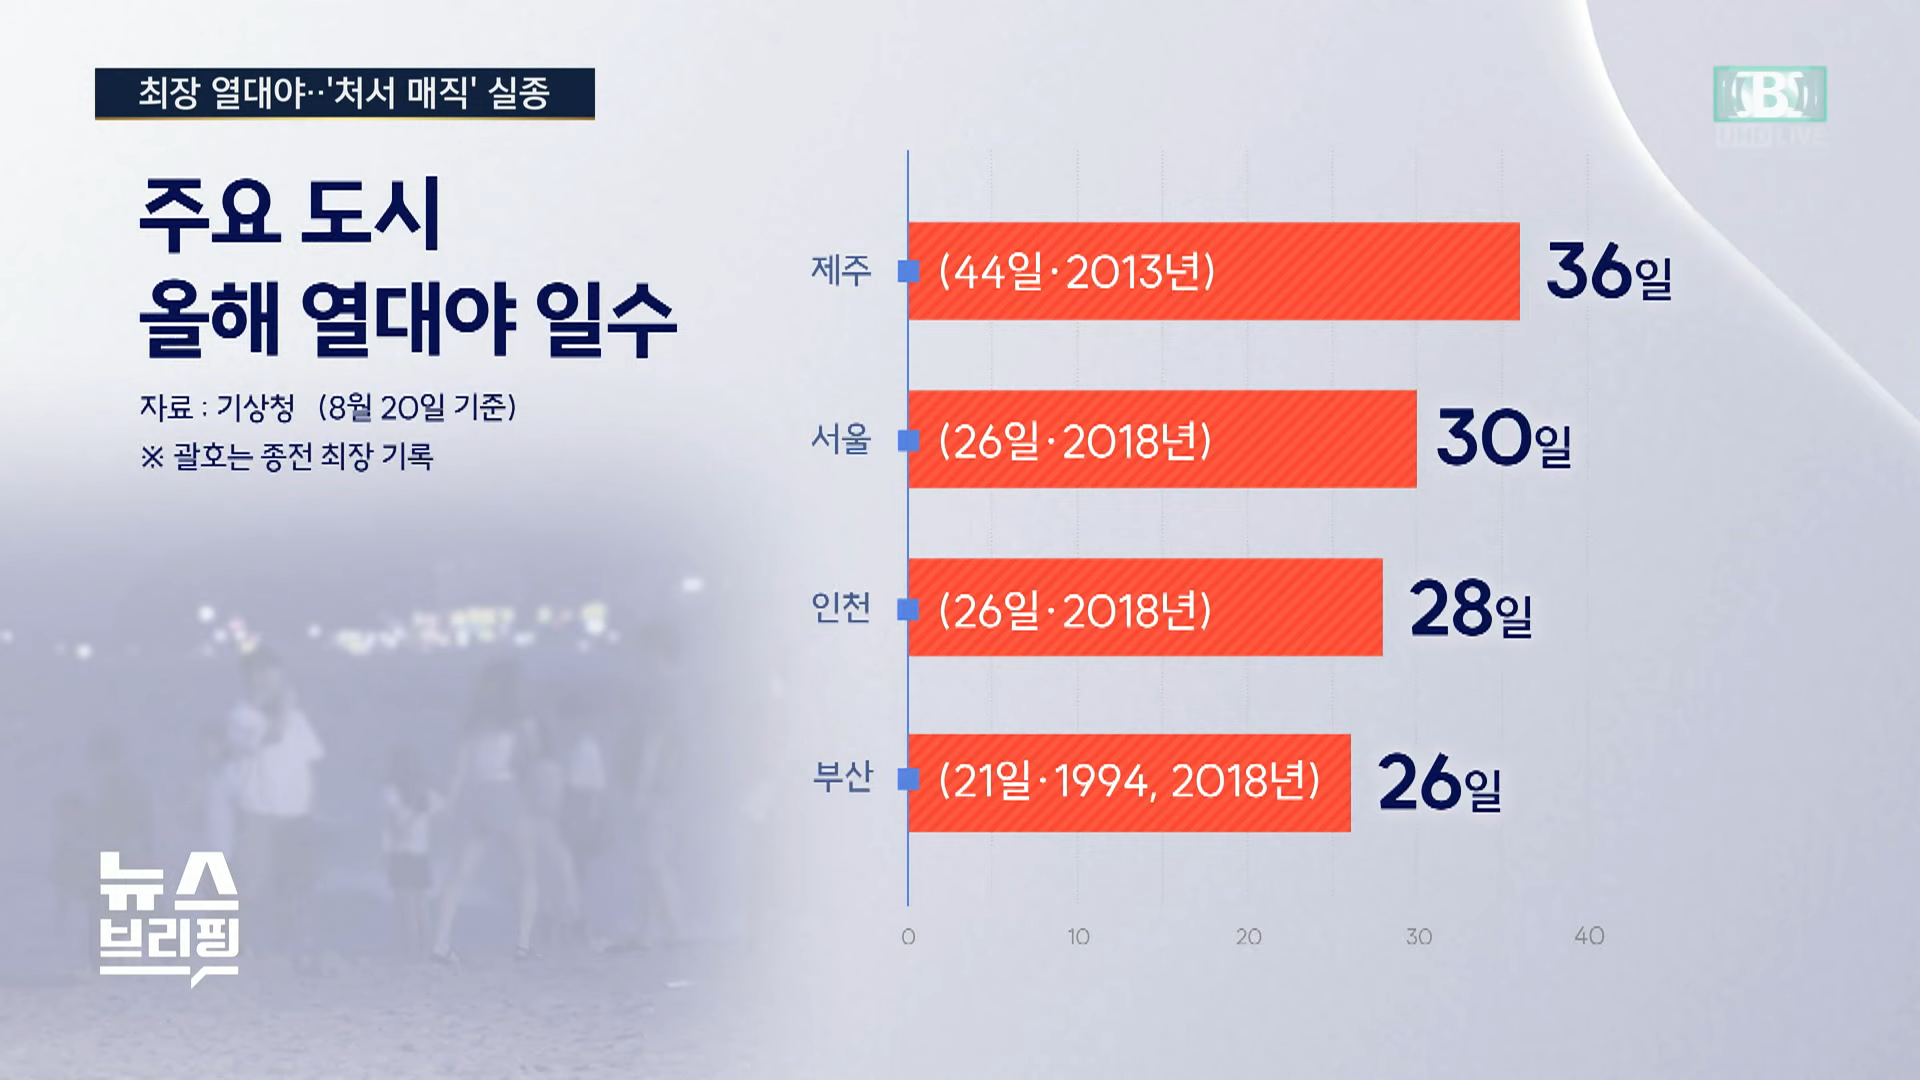 최장 열대야··'처서 매직' 실종
주요 도시
올해 열대야 일수
자료 : 기상청 (8월 20일 기준)
※ 괄호는 종전 최장 기록
제주 (44일·2013년) 36일
서울 (26일·2018년) 30일
인천 (26일·2018년) 28일
부산 (21일·1994, 2018년) 26일
0 10 20 30 40
뉴스
브리핑